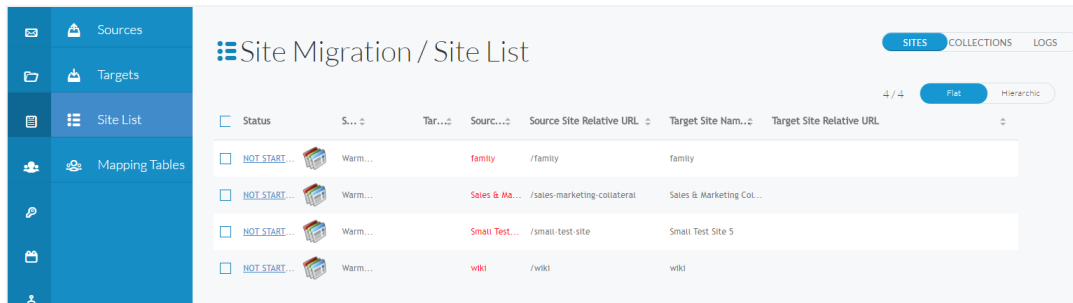 Sources
Targets
Site List
Mapping Tables
Site Migration / Site List
SITES COLLECTIONS LOGS
4 / 4 Flat Hierarchic
Status S... Tar... Sourc... Source Site Relative URL Target Site Nam... Target Site Relative URL
NOT START... Warm... family /family family
NOT START... Warm... Sales & Ma... /sales-marketing-collateral Sales & Marketing Col...
NOT START... Warm... Small Test... /small-test-site Small Test Site 5
NOT START... Warm... wiki /wiki wiki